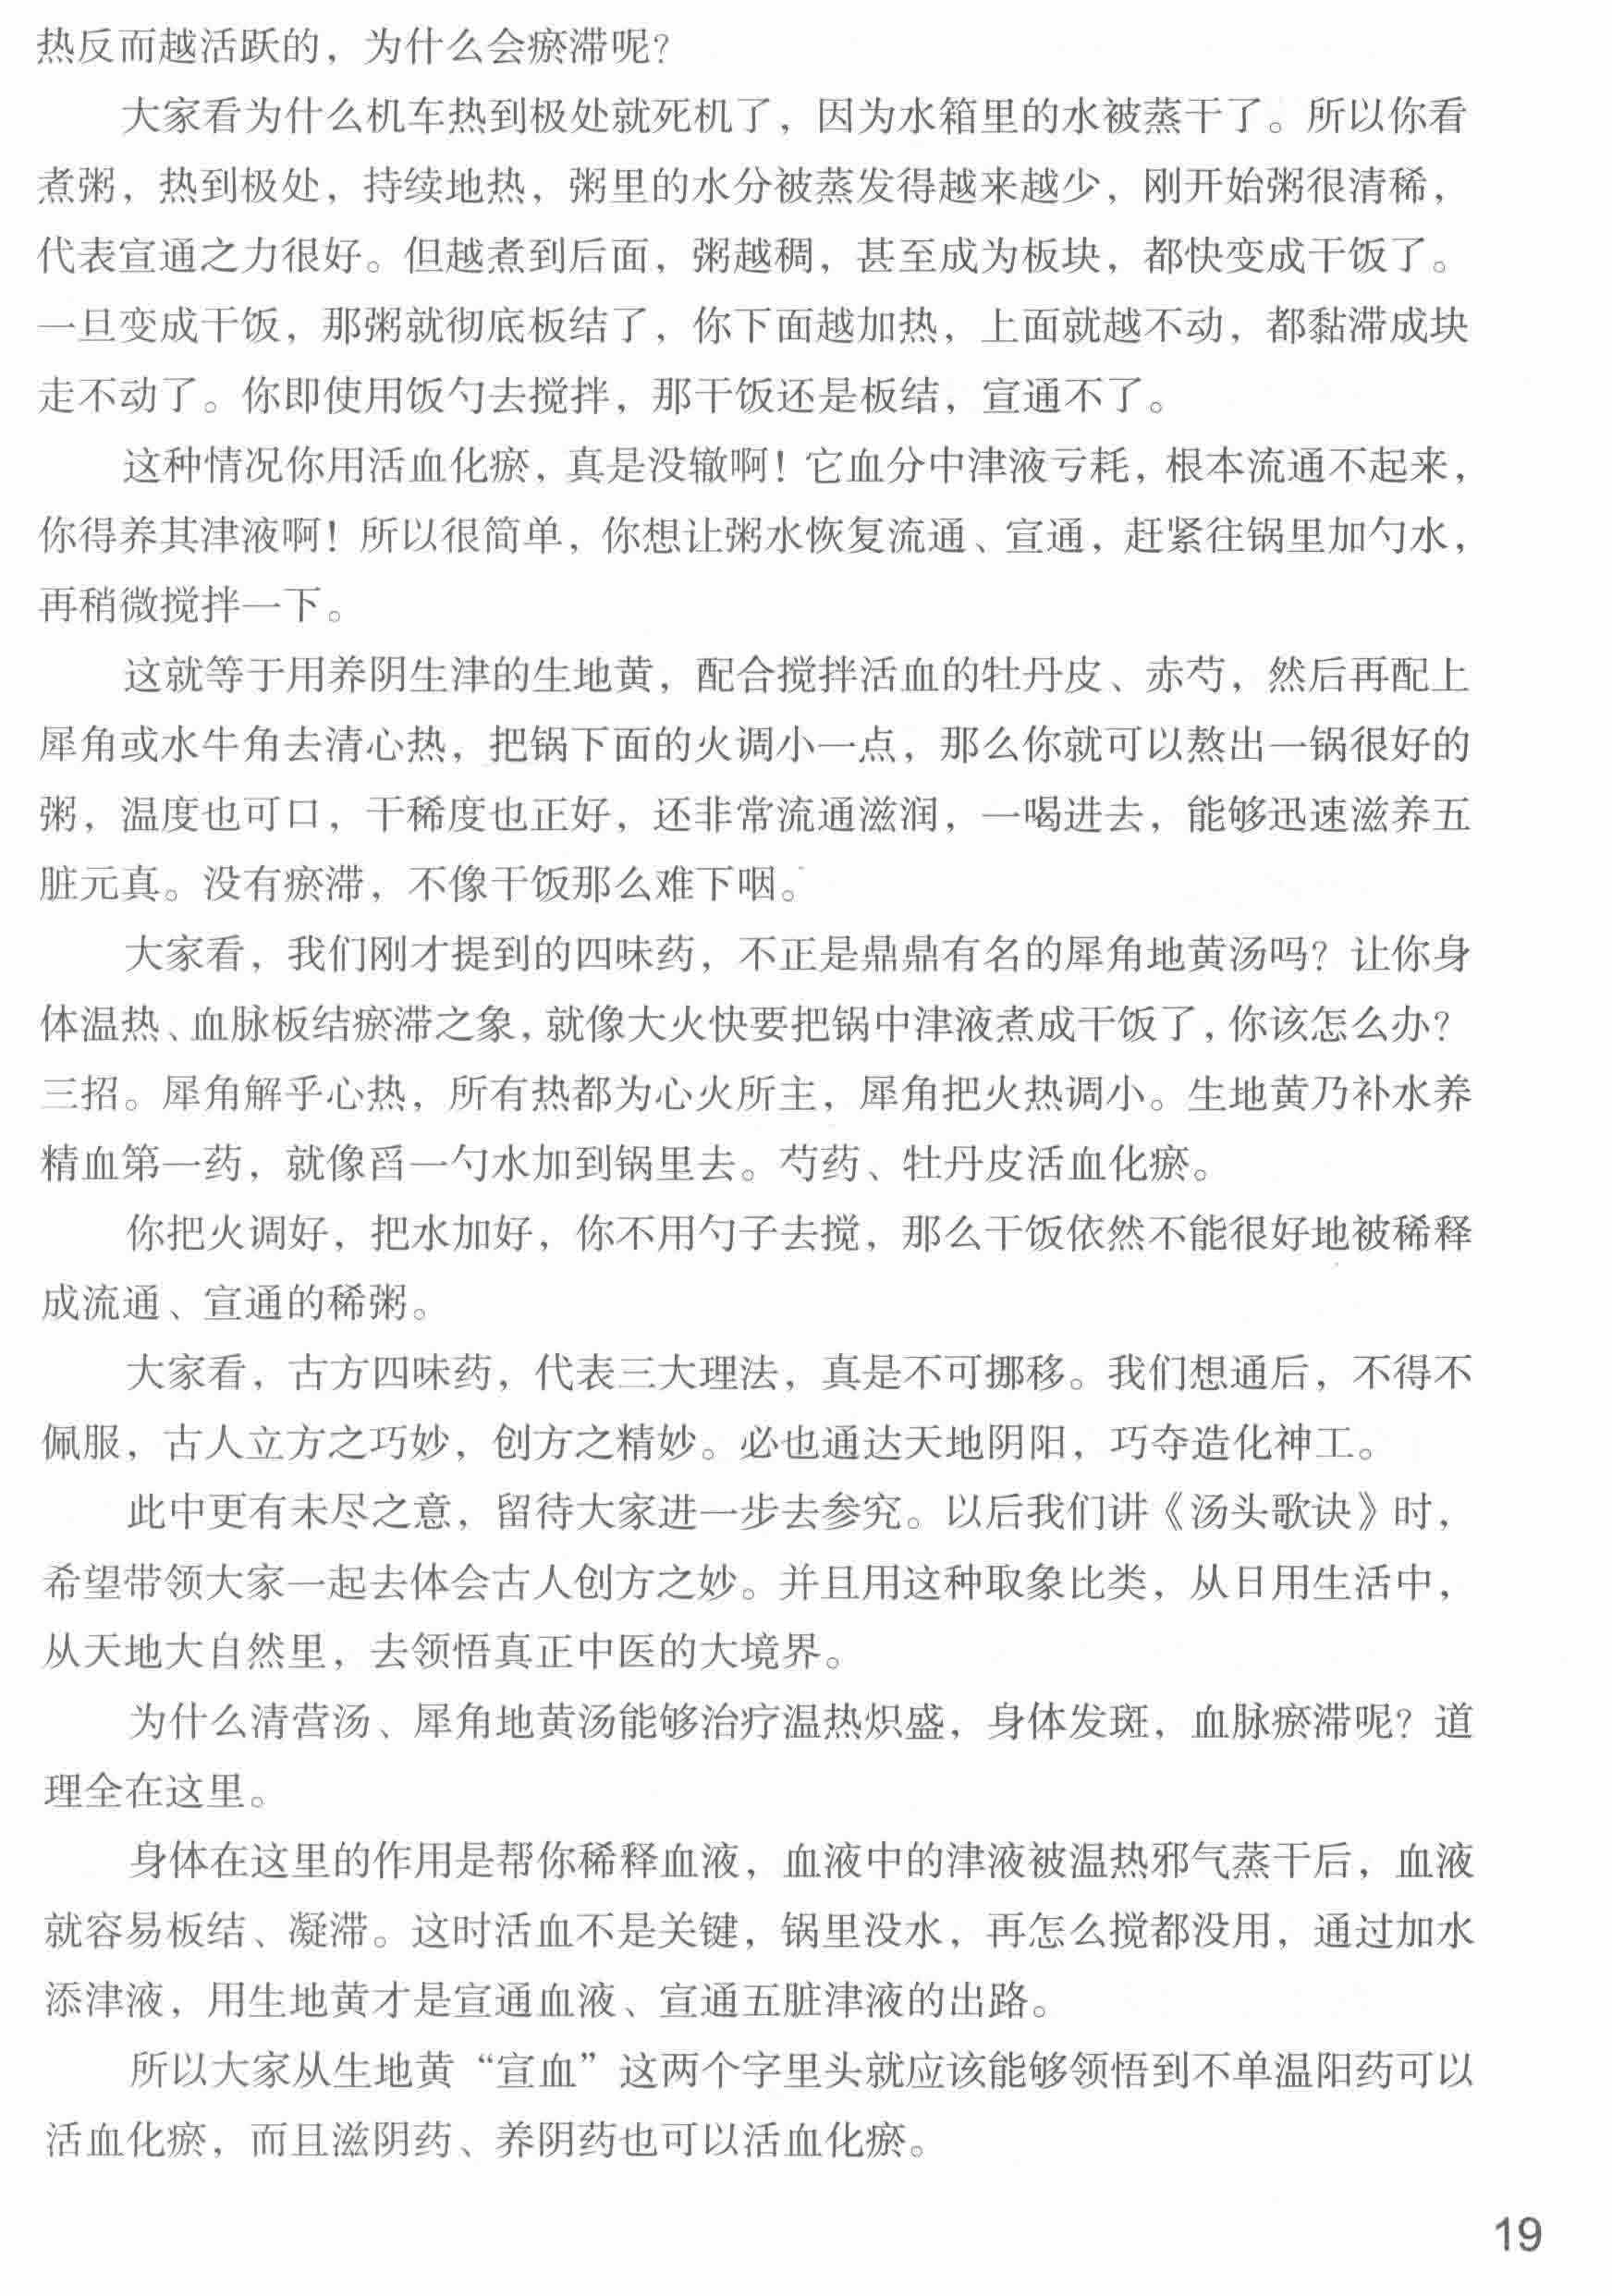 热反而越活跃的，为什么会瘀滞呢？
大家看为什么机车热到极处就死机了，因为水箱里的水被蒸干了。所以你看
煮粥，热到极处，持续地热，粥里的水分被蒸发得越来越少，刚开始粥很清稀，
代表宣通之力很好。但越煮到后面，粥越稠，甚至成为板块，都快变成干饭了。
一旦变成干饭，那粥就彻底板结了，你下面越加热，上面就越不动，都黏滞成块
走不动了。你即使用饭勺去搅拌，那干饭还是板结，宣通不了。
这种情况你用活血化瘀，真是没辙啊！它血分中津液亏耗，根本流通不起来，
你得养其津液啊！所以很简单，你想让粥水恢复流通、宣通，赶紧往锅里加勺水，
再稍微搅拌一下。
这就等于用养阴生津的生地黄，配合搅拌活血的牡丹皮、赤芍，然后再配上
犀角或水牛角去清心热，把锅下面的火调小一点，那么你就可以熬出一锅很好的
粥，温度也可口，干稀度也正好，还非常流通滋润，一喝进去，能够迅速滋养五
脏元真。没有瘀滞，不像干饭那么难下咽。
大家看，我们刚才提到的四味药，不正是鼎鼎有名的犀角地黄汤吗？让你身
体温热、血脉板结瘀滞之象，就像大火快要把锅中津液煮成干饭了，你该怎么办？
三招。犀角解乎心热，所有热都为心火所主，犀角把火热调小。生地黄乃补水养
精血第一药，就像舀一勺水加到锅里去。芍药、牡丹皮活血化瘀。
你把火调好，把水加好，你不用勺子去搅，那么干饭依然不能很好地被稀释
成流通、宣通的稀粥。
大家看，古方四味药，代表三大理法，真是不可挪移。我们想通后，不得不
佩服，古人立方之巧妙，创方之精妙。必也通达天地阴阳，巧夺造化神工。
此中更有未尽之意，留待大家进一步去参究。以后我们讲《汤头歌诀》时，
希望带领大家一起去体会古人创方之妙。并且用这种取象比类，从日用生活中，
从天地大自然里，去领悟真正中医的大境界。
为什么清营汤、犀角地黄汤能够治疗温热炽盛，身体发斑，血脉瘀滞呢？道
理全在这里。
身体在这里的作用是帮你稀释血液，血液中的津液被温热邪气蒸干后，血液
就容易板结、凝滞。这时活血不是关键，锅里没水，再怎么搅都没用，通过加水
添津液，用生地黄才是宣通血液、宣通五脏津液的出路。
所以大家从生地黄“宣血”这两个字里头就应该能够领悟到不单温阳药可以
活血化瘀，而且滋阴药、养阴药也可以活血化瘀。
19